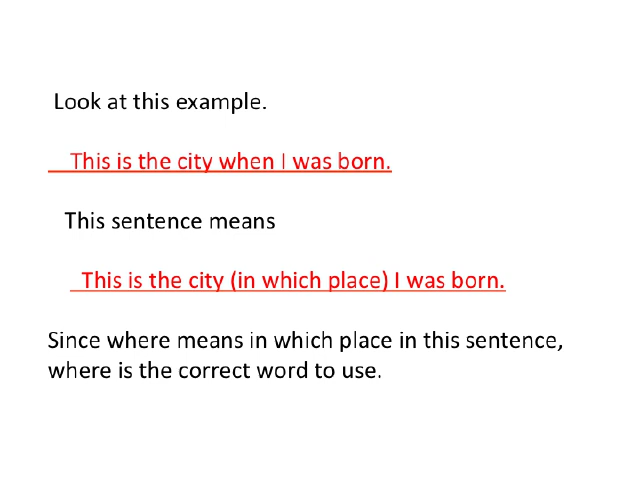 Look at this example.
This is the city when I was born.
This sentence means
This is the city (in which place) I was born.
Since where means in which place in this sentence,
where is the correct word to use.